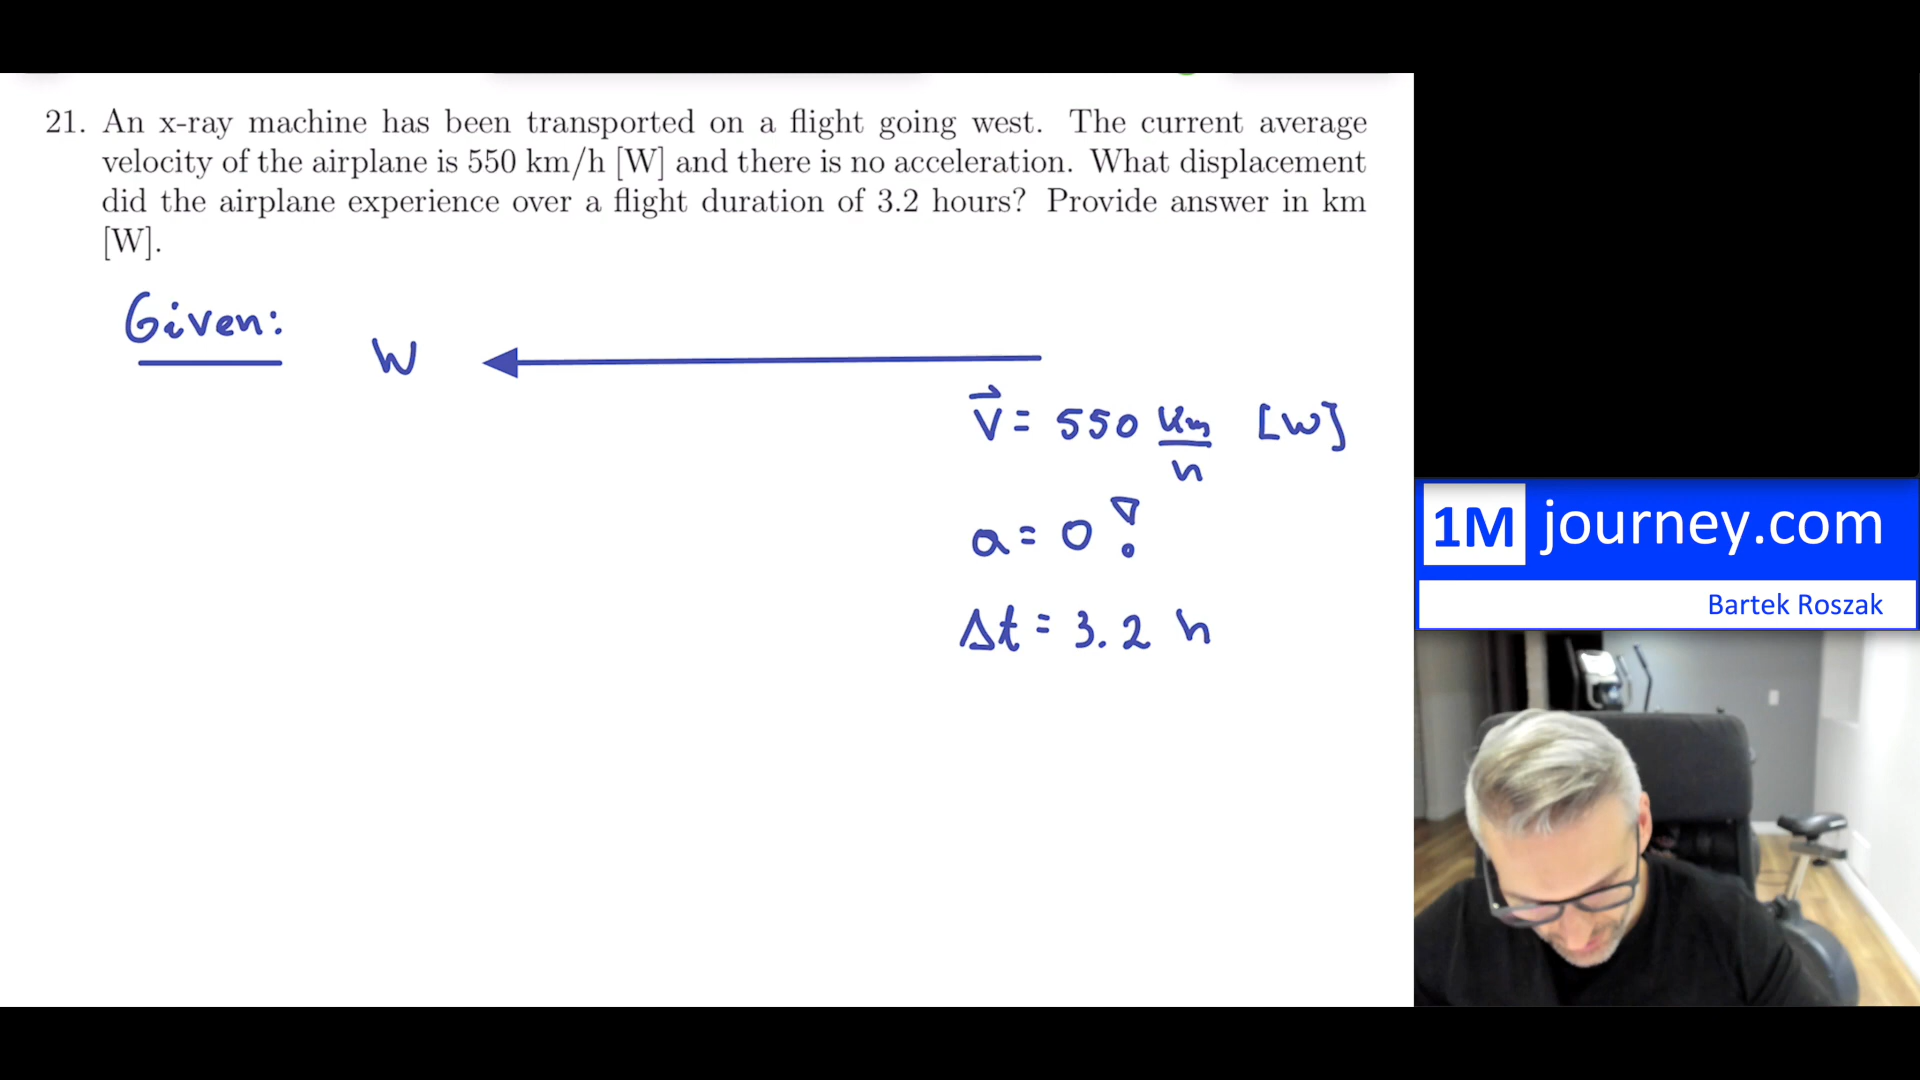 21. An x-ray machine has been transported on a flight going west. The current average
velocity of the airplane is 550 km/h [W] and there is no acceleration. What displacement
did the airplane experience over a flight duration of 3.2 hours? Provide answer in km
[W].
Given:
W
V⃗ = 550 km/h [W]
a = 0!
Δt = 3.2 h
1M journey.com
Bartek Roszak